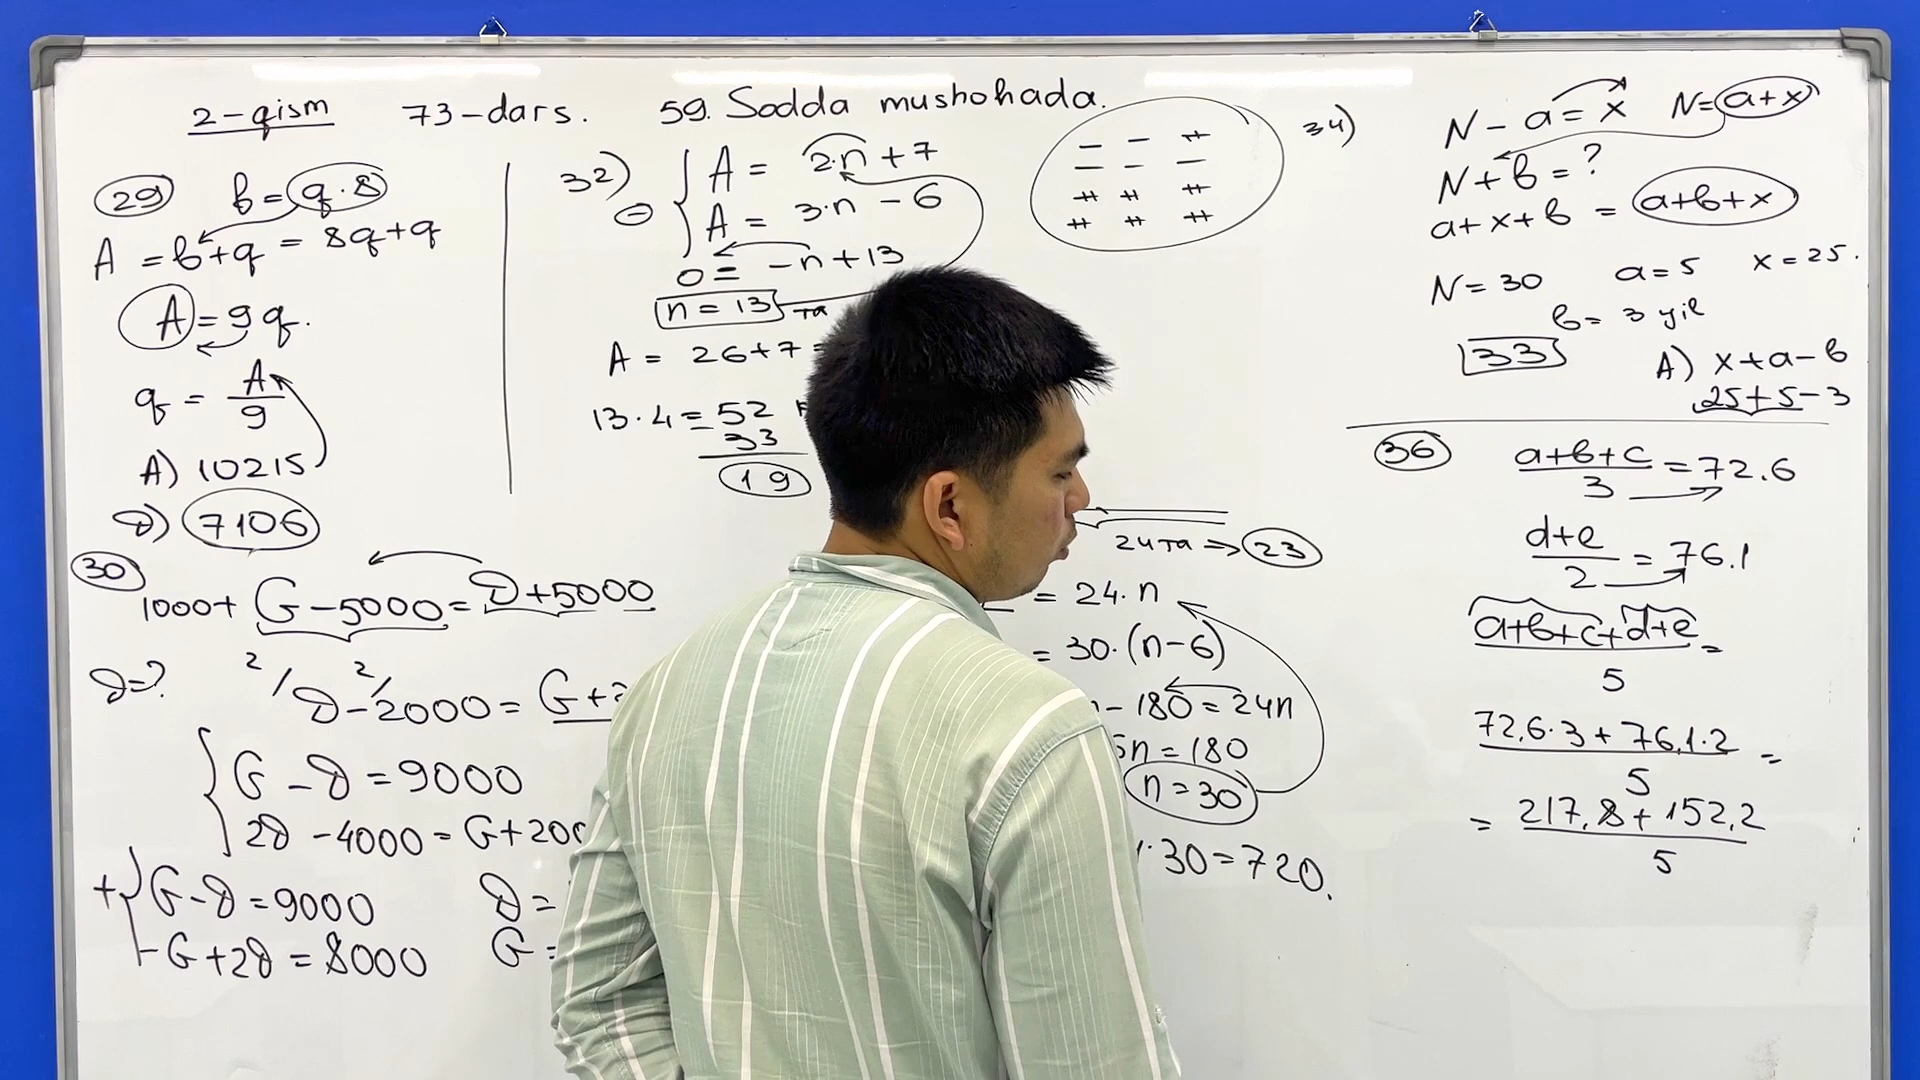 2-qism 73-dars. 59. Sodda mushohada.
29 b = q·8
A = b+q = 8q+q
A = 9q.
q = A/9
A) 10215
D) 7106
30
1000+ G-5000 = D+5000
D=? 2/ D-2/2000 = G+2
G - D = 9000
2D - 4000 = G+200
+ G-D = 9000
-G+2D = 8000
D=
G=
32) A = 2·n + 7
A = 3·n - 6
0 = -n+13
n = 13 та
A = 26+7 =
13·4 = 52
33
19
24та => 23
= 24·n
= 30·(n-6)
- 180 = 24n
n = 180
n = 30
·30 = 720.
34) N - a = x N = a+x
N + b = ?
a+x+b = a+b+x
N = 30 a = 5 x = 25.
b = 3 yil
33 A) x+a-b
25+5-3
36 a+b+c/3 = 72.6
d+e/2 = 76.1
a+b+c+d+e/5 =
72,6·3 + 76,1·2/5 =
= 217,8 + 152,2/5